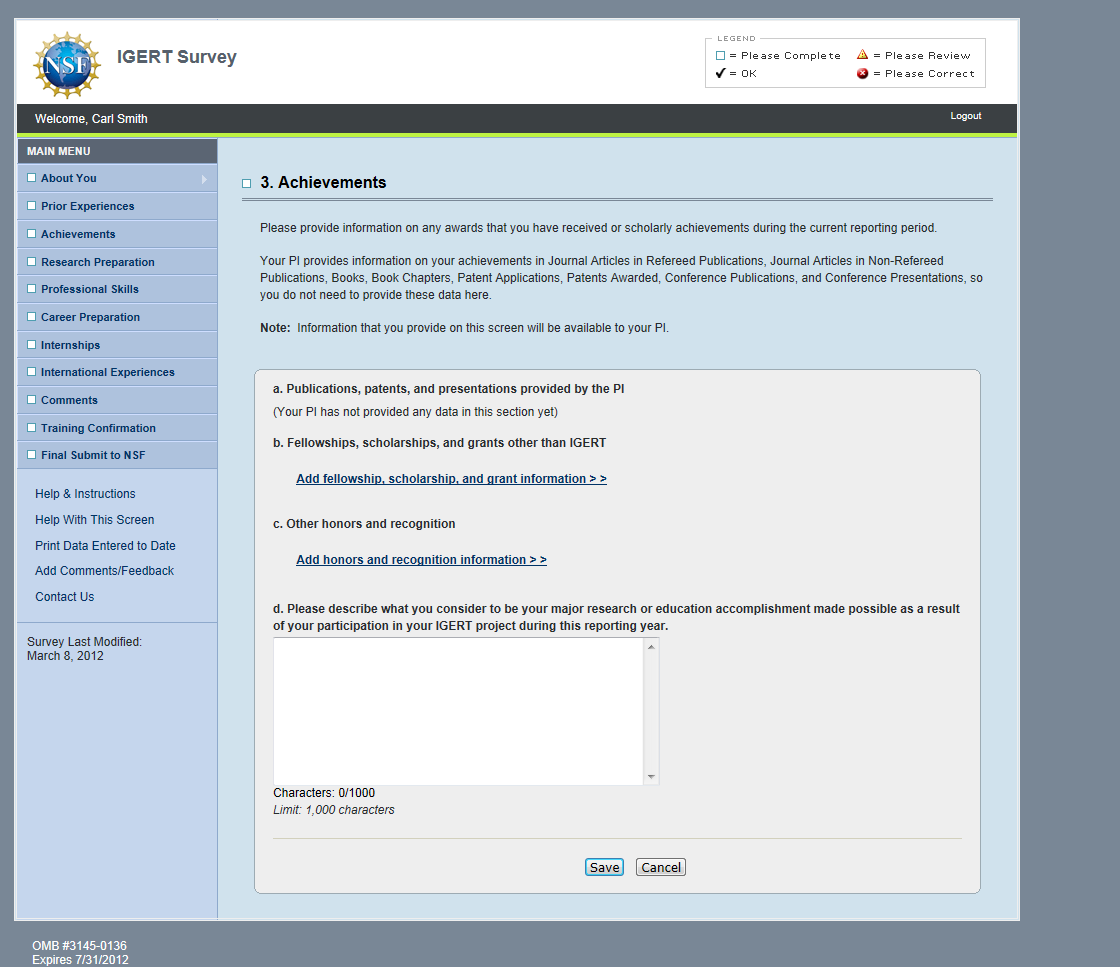 NSF
IGERT Survey
LEGEND
= Please Complete
= Please Review
= OK
= Please Correct
Welcome, Carl Smith
Logout
MAIN MENU
About You
Prior Experiences
Achievements
Research Preparation
Professional Skills
Career Preparation
Internships
International Experiences
Comments
Training Confirmation
Final Submit to NSF
Help & Instructions
Help With This Screen
Print Data Entered to Date
Add Comments/Feedback
Contact Us
Survey Last Modified:
March 8, 2012
3. Achievements
Please provide information on any awards that you have received or scholarly achievements during the current reporting period.
Your PI provides information on your achievements in Journal Articles in Refereed Publications, Journal Articles in Non-Refereed
Publications, Books, Book Chapters, Patent Applications, Patents Awarded, Conference Publications, and Conference Presentations, so
you do not need to provide these data here.
Note: Information that you provide on this screen will be available to your PI.
a. Publications, patents, and presentations provided by the PI
(Your PI has not provided any data in this section yet)
b. Fellowships, scholarships, and grants other than IGERT
Add fellowship, scholarship, and grant information > >
c. Other honors and recognition
Add honors and recognition information > >
d. Please describe what you consider to be your major research or education accomplishment made possible as a result
of your participation in your IGERT project during this reporting year.
Characters: 0/1000
Limit: 1,000 characters
Save
Cancel
OMB #3145-0136
Expires 7/31/2012